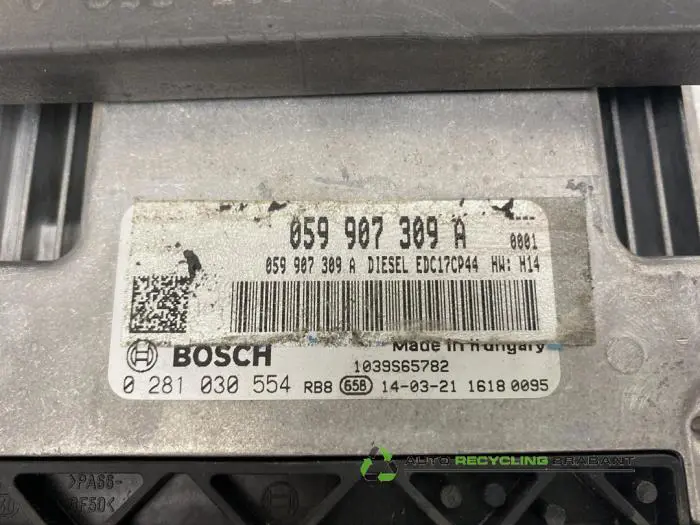 059 907 309 A 0001
059 907 309 A DIESEL EDC17CP44 HW: H14
BOSCH Made in Hungary
1039S65782
0 281 030 554 RB8 658 14-03-21 1618 0095
AUTO RECYCLING BRABANT
>PA66-